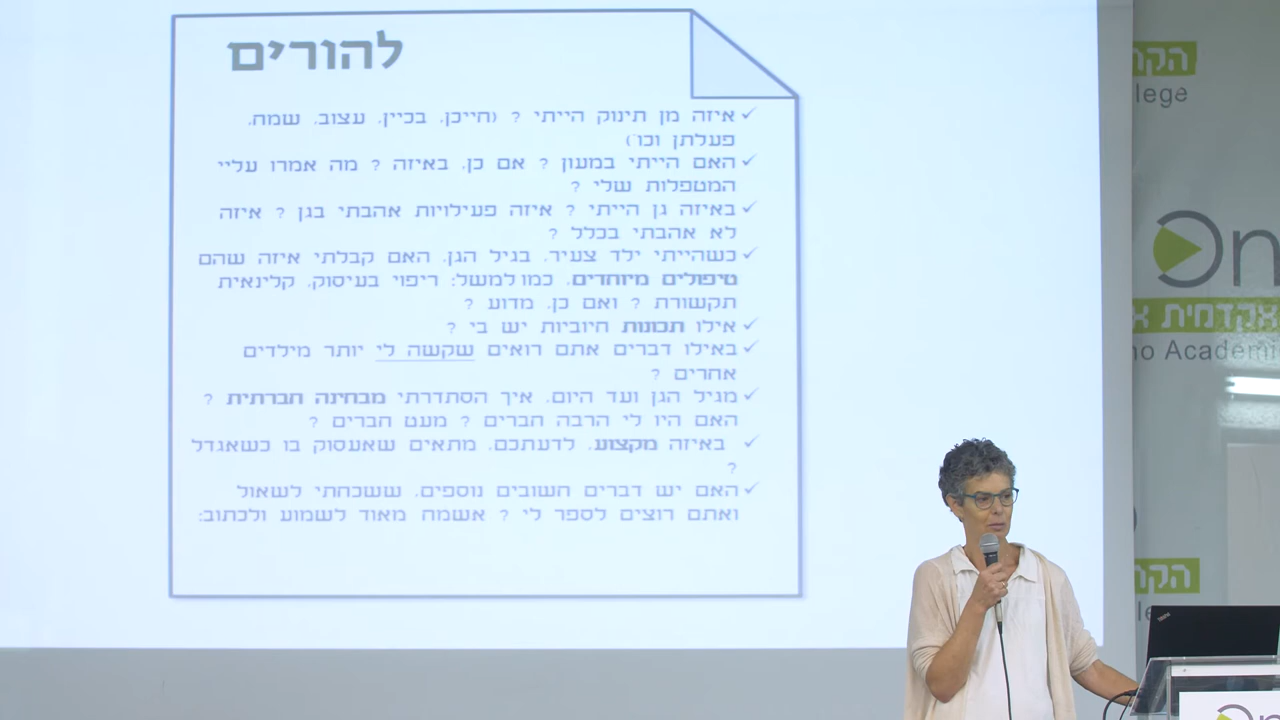 להורים
✓ איזה מן תינוק הייתי ? (חייכן, בכיין, עצוב, שמח,
פעלתן וכו')
✓ האם הייתי במעון ? אם כן, באיזה ? מה אמרו עליי
המטפלות שלי ?
✓ באיזה גן הייתי ? איזה פעילויות אהבתי בגן ? איזה
לא אהבתי בכלל ?
✓ כשהייתי ילד צעיר, בגיל הגן, האם קבלתי איזה שהם
טיפולים מיוחדים, כמו למשל: ריפוי בעיסוק, קלינאית
תקשורת ? ואם כן, מדוע ?
✓ אילו תכונות חיוביות יש בי ?
✓ באילו דברים אתם רואים שקשה לי יותר מילדים
אחרים ?
✓ מגיל הגן ועד היום, איך הסתדרתי מבחינה חברתית ?
האם היו לי הרבה חברים ? מעט חברים ?
✓ באיזה מקצוע, לדעתכם, מתאים שאעסוק בו כשאגדל
?
✓ האם יש דברים חשובים נוספים, ששכחתי לשאול
ואתם רוצים לספר לי ? אשמח מאוד לשמוע ולכתוב:
הקר
lege
On
אקדמית א
no Academi
הקר
le
On